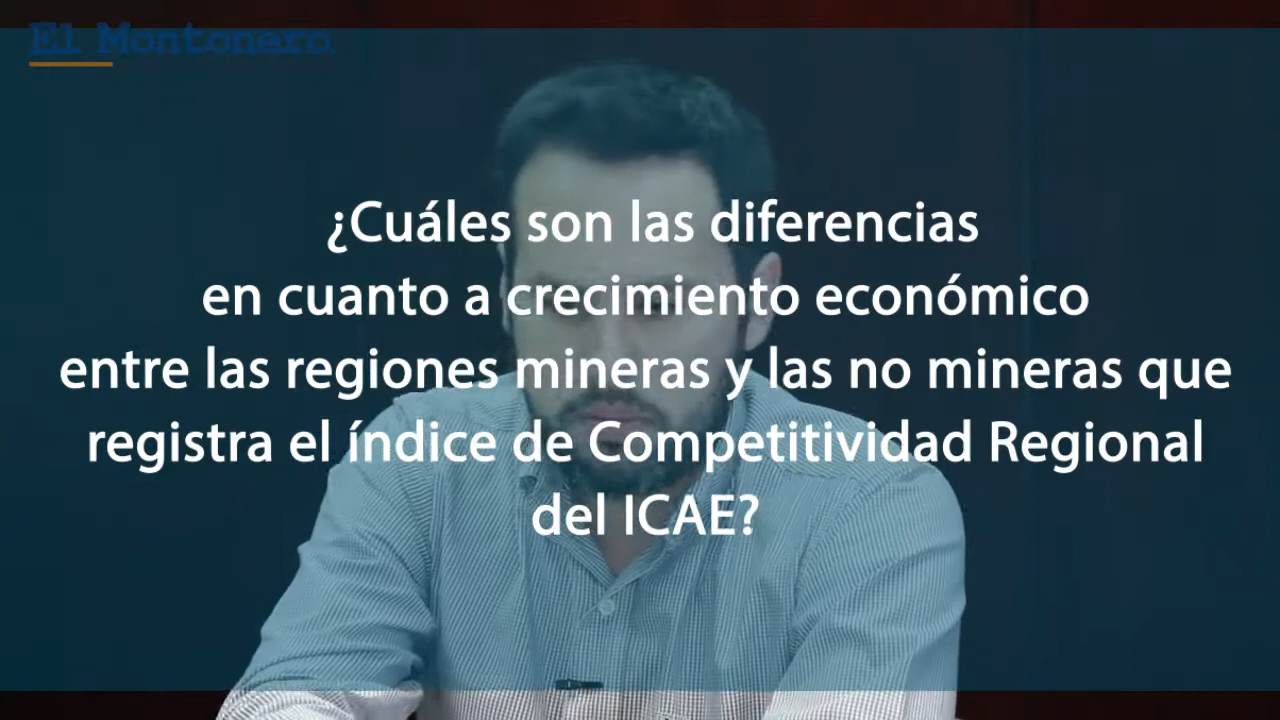 El Montonero
¿Cuáles son las diferencias
en cuanto a crecimiento económico
entre las regiones mineras y las no mineras que
registra el índice de Competitividad Regional
del ICAE?